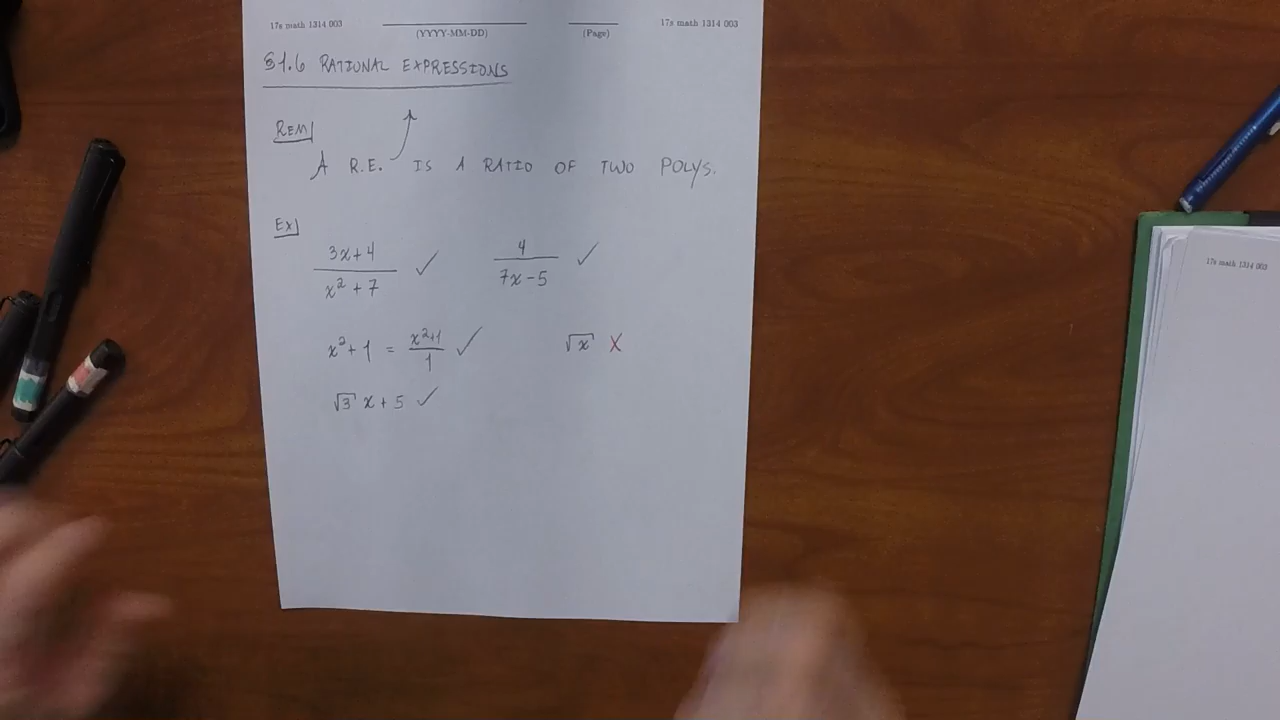 17s math 1314 003
(YYYY-MM-DD)
(Page)
17s math 1314 003
§1.6 RATIONAL EXPRESSIONS
REM
A R.E. IS A RATIO OF TWO POLYS.
EX
3x+4 / x² + 7 ✓ 4 / 7x - 5 ✓
x² + 1 = x²+1 / 1 ✓ √x X
√3 x + 5 ✓
17s math 1314 003